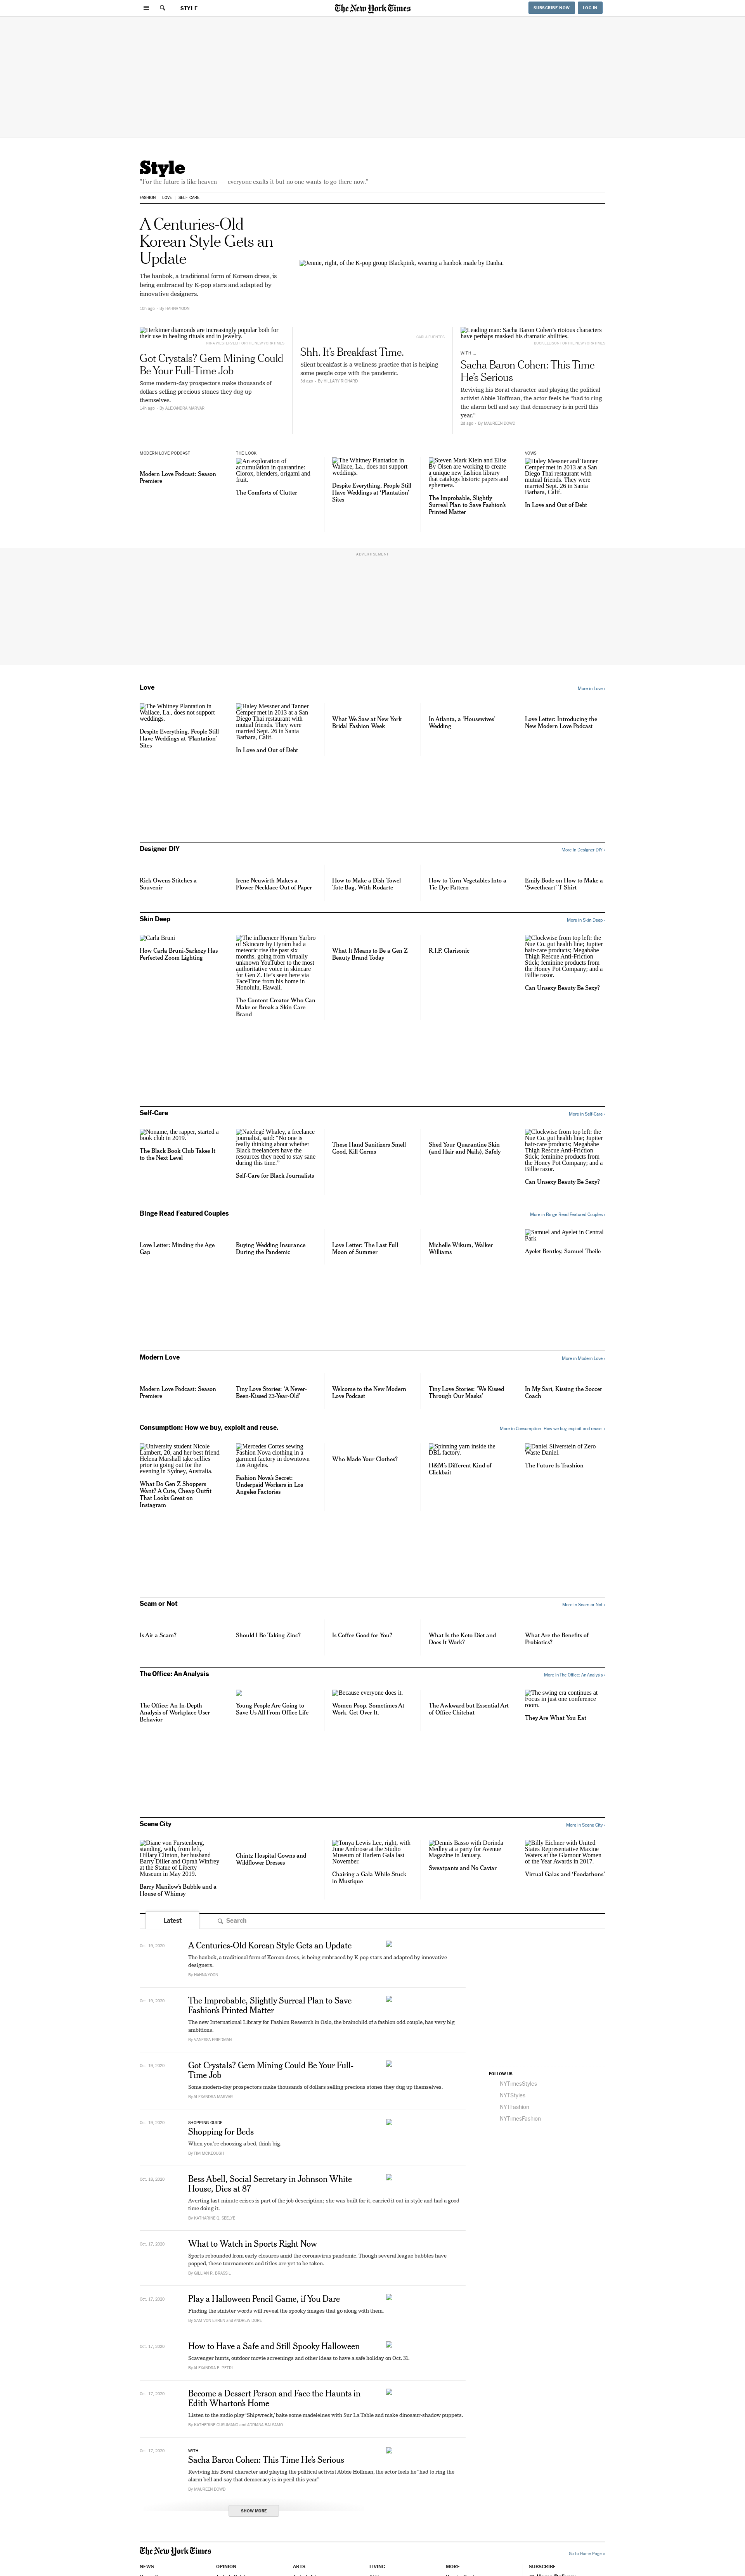 STYLE
The New York Times
SUBSCRIBE NOW
LOG IN
Style
"For the future is like heaven — everyone exalts it but no one wants to go there now."
FASHION
LOVE
SELF-CARE
A Centuries-Old
Korean Style Gets an
Update
The hanbok, a traditional form of Korean dress, is
being embraced by K-pop stars and adapted by
innovative designers.
10h ago · By HAHNA YOON
Jennie, right, of the K-pop group Blackpink, wearing a hanbok made by Danha.
Herkimer diamonds are increasingly popular both for
their use in healing rituals and in jewelry.
Got Crystals? Gem Mining Could
Be Your Full-Time Job
Some modern-day prospectors make thousands of
dollars selling precious stones they dug up
themselves.
14h ago · By ALEXANDRA MARVAR
Shh. It's Breakfast Time.
Silent breakfast is a wellness practice that is helping
some people cope with the pandemic.
3d ago · By HILLARY RICHARD
Leading man: Sacha Baron Cohen's riotous characters
have perhaps masked his dramatic abilities.
WITH ...
Sacha Baron Cohen: This Time
He's Serious
Reviving his Borat character and playing the political
activist Abbie Hoffman, the actor feels he "had to ring
the alarm bell and say that democracy is in peril this
year."
2d ago · By MAUREEN DOWD
MODERN LOVE PODCAST
Modern Love Podcast: Season
Premiere
THE LOOK
An exploration of
accumulation in quarantine:
Clorox, blenders, origami and
fruit.
The Comforts of Clutter
The Whitney Plantation in
Wallace, La., does not support
weddings.
Despite Everything, People Still
Have Weddings at 'Plantation'
Sites
Steven Mark Klein and Elise
By Olsen are working to create
a unique new fashion library
that catalogs historic papers and
ephemera.
The Improbable, Slightly
Surreal Plan to Save Fashion's
Printed Matter
VOWS
Haley Messner and Tanner
Cemper met in 2013 at a San
Diego Thai restaurant with
mutual friends. They were
married Sept. 26 in Santa
Barbara, Calif.
In Love and Out of Debt
ADVERTISEMENT
Love
More in Love ›
The Whitney Plantation in
Wallace, La., does not support
weddings.
Despite Everything, People Still
Have Weddings at 'Plantation'
Sites
Haley Messner and Tanner
Cemper met in 2013 at a San
Diego Thai restaurant with
mutual friends. They were
married Sept. 26 in Santa
Barbara, Calif.
In Love and Out of Debt
What We Saw at New York
Bridal Fashion Week
In Atlanta, a 'Housewives'
Wedding
Love Letter: Introducing the
New Modern Love Podcast
Designer DIY
More in Designer DIY ›
Rick Owens Stitches a
Souvenir
Irene Neuwirth Makes a
Flower Necklace Out of Paper
How to Make a Dish Towel
Tote Bag, With Rodarte
How to Turn Vegetables Into a
Tie-Dye Pattern
Emily Bode on How to Make a
'Sweetheart' T-Shirt
Skin Deep
More in Skin Deep ›
Carla Bruni
How Carla Bruni-Sarkozy Has
Perfected Zoom Lighting
The influencer Hyram Yarbro
of Skincare by Hyram had a
meteoric rise the past six
months, going from virtually
unknown YouTuber to the most
authoritative voice in skincare
for Gen Z. He's seen here via
FaceTime from his home in
Honolulu, Hawaii.
The Content Creator Who Can
Make or Break a Skin Care
Brand
What It Means to Be a Gen Z
Beauty Brand Today
R.I.P. Clarisonic
Clockwise from top left: the
Nue Co. gut health line; Jupiter
hair-care products; Megababe
Thigh Rescue Anti-Friction
Stick; feminine products from
the Honey Pot Company; and a
Billie razor.
Can Unsexy Beauty Be Sexy?
Self-Care
More in Self-Care ›
Noname, the rapper, started a
book club in 2019.
The Black Book Club Takes It
to the Next Level
Natelegé Whaley, a freelance
journalist, said: "No one is
really thinking about whether
Black freelancers have the
resources they need to stay sane
during this time."
Self-Care for Black Journalists
These Hand Sanitizers Smell
Good, Kill Germs
Shed Your Quarantine Skin
(and Hair and Nails), Safely
Clockwise from top left: the
Nue Co. gut health line; Jupiter
hair-care products; Megababe
Thigh Rescue Anti-Friction
Stick; feminine products from
the Honey Pot Company; and a
Billie razor.
Can Unsexy Beauty Be Sexy?
Binge Read Featured Couples
More in Binge Read Featured Couples ›
Love Letter: Minding the Age
Gap
Buying Wedding Insurance
During the Pandemic
Love Letter: The Last Full
Moon of Summer
Michelle Wikum, Walker
Williams
Samuel and Ayelet in Central
Park
Ayelet Bentley, Samuel Tbeile
Modern Love
More in Modern Love ›
Modern Love Podcast: Season
Premiere
Tiny Love Stories: 'A Never-
Been-Kissed 23-Year-Old'
Welcome to the New Modern
Love Podcast
Tiny Love Stories: 'We Kissed
Through Our Masks'
In My Sari, Kissing the Soccer
Coach
Consumption: How we buy, exploit and reuse.
More in Consumption: How we buy, exploit and reuse. ›
University student Nicole
Lambert, 20, and her best friend
Helena Marshall take selfies
prior to going out for the
evening in Sydney, Australia.
What Do Gen Z Shoppers
Want? A Cute, Cheap Outfit
That Looks Great on
Instagram
Mercedes Cortes sewing
Fashion Nova clothing in a
garment factory in downtown
Los Angeles.
Fashion Nova's Secret:
Underpaid Workers in Los
Angeles Factories
Who Made Your Clothes?
Spinning yarn inside the
DBL factory.
H&M's Different Kind of
Clickbait
Daniel Silverstein of Zero
Waste Daniel.
The Future Is Trashion
Scam or Not
More in Scam or Not ›
Is Air a Scam?
Should I Be Taking Zinc?
Is Coffee Good for You?
What Is the Keto Diet and
Does It Work?
What Are the Benefits of
Probiotics?
The Office: An Analysis
More in The Office: An Analysis ›
The Office: An In-Depth
Analysis of Workplace User
Behavior
Young People Are Going to
Save Us All From Office Life
Because everyone does it.
Women Poop. Sometimes At
Work. Get Over It.
The Awkward but Essential Art
of Office Chitchat
The swing era continues at
Focus in just one conference
room.
They Are What You Eat
Scene City
More in Scene City ›
Diane von Furstenberg,
standing, with, from left,
Hillary Clinton, her husband
Barry Diller and Oprah Winfrey
at the Statue of Liberty
Museum in May 2019.
Barry Manilow's Bubble and a
House of Whimsy
Chintz Hospital Gowns and
Wildflower Dresses
Tonya Lewis Lee, right, with
June Ambrose at the Studio
Museum of Harlem Gala last
November.
Chairing a Gala While Stuck
in Mustique
Dennis Basso with Dorinda
Medley at a party for Avenue
Magazine in January.
Sweatpants and No Caviar
Billy Eichner with United
States Representative Maxine
Waters at the Glamour Women
of the Year Awards in 2017.
Virtual Galas and 'Foodathons'
Latest
Search
Oct. 19, 2020
A Centuries-Old Korean Style Gets an Update
The hanbok, a traditional form of Korean dress, is being embraced by K-pop stars and adapted by innovative
designers.
By HAHNA YOON
Oct. 19, 2020
The Improbable, Slightly Surreal Plan to Save
Fashion's Printed Matter
The new International Library for Fashion Research in Oslo, the brainchild of a fashion odd couple, has very big
ambitions.
By VANESSA FRIEDMAN
Oct. 19, 2020
Got Crystals? Gem Mining Could Be Your Full-
Time Job
Some modern-day prospectors make thousands of dollars selling precious stones they dug up themselves.
By ALEXANDRA MARVAR
Oct. 19, 2020
SHOPPING GUIDE
Shopping for Beds
When you're choosing a bed, think big.
By TIM MCKEOUGH
Oct. 18, 2020
Bess Abell, Social Secretary in Johnson White
House, Dies at 87
Averting last-minute crises is part of the job description; she was built for it, carried it out in style and had a good
time doing it.
By KATHARINE Q. SEELYE
Oct. 17, 2020
What to Watch in Sports Right Now
Sports rebounded from early closures amid the coronavirus pandemic. Though several league bubbles have
popped, these tournaments and titles are yet to be taken.
By GILLIAN R. BRASSIL
Oct. 17, 2020
Play a Halloween Pencil Game, if You Dare
Finding the sinister words will reveal the spooky images that go along with them.
By SAM VON EHREN and ANDREW DORE
Oct. 17, 2020
How to Have a Safe and Still Spooky Halloween
Scavenger hunts, outdoor movie screenings and other ideas to have a safe holiday on Oct. 31.
By ALEXANDRA E. PETRI
Oct. 17, 2020
Become a Dessert Person and Face the Haunts in
Edith Wharton's Home
Listen to the audio play 'Shipwreck,' bake some madeleines with Sur La Table and make dinosaur-shadow puppets.
By KATHERINE CUSUMANO and ADRIANA BALSAMO
Oct. 17, 2020
WITH ...
Sacha Baron Cohen: This Time He's Serious
Reviving his Borat character and playing the political activist Abbie Hoffman, the actor feels he "had to ring the
alarm bell and say that democracy is in peril this year."
By MAUREEN DOWD
SHOW MORE
FOLLOW US
NYTimesStyles
NYTStyles
NYTFashion
NYTimesFashion
The New York Times
Go to Home Page »
NEWS
OPINION
ARTS
LIVING
MORE
SUBSCRIBE